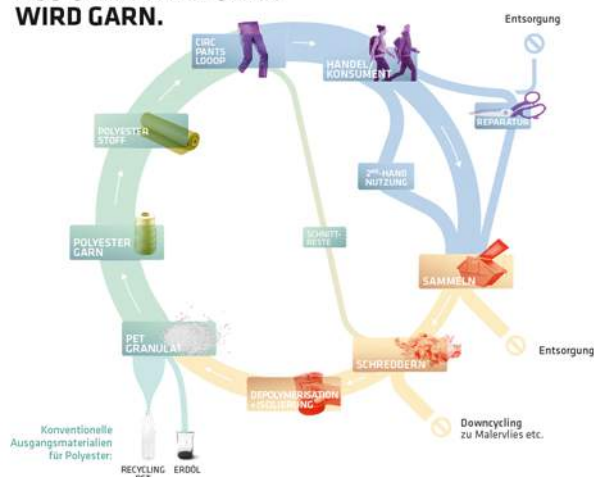 WIRD GARN.
CIRC
PANTS
LOOOP
HANDEL
KONSUMENT
Entsorgung
REPARATUR
POLYESTER
STOFF
2ND-HAND
NUTZUNG
SCHNITT-
RESTE
POLYESTER
GARN
SAMMELN
PET
GRANULAT
SCHREDDERN
Entsorgung
DEPOLYMERISATION
+ISOLIERUNG
Konventionelle
Ausgangsmaterialien
für Polyester:
Downcycling
zu Malervlies etc.
RECYCLING
ERDÖL